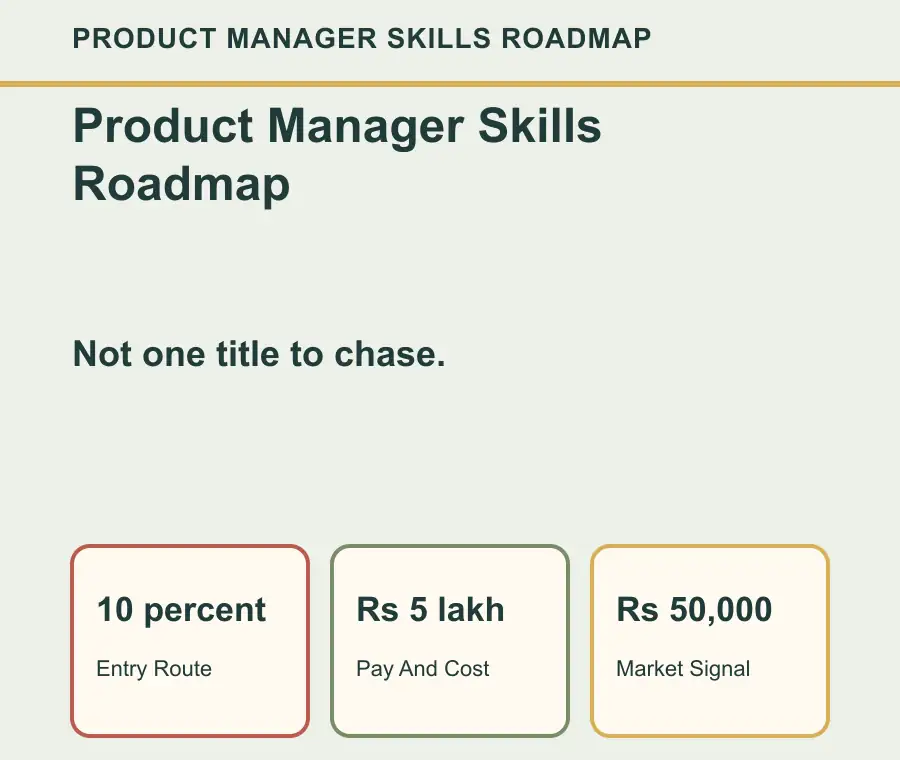 PRODUCT MANAGER SKILLS ROADMAP
Product Manager Skills
Roadmap
Not one title to chase.
10 percent
Entry Route
Rs 5 lakh
Pay And Cost
Rs 50,000
Market Signal